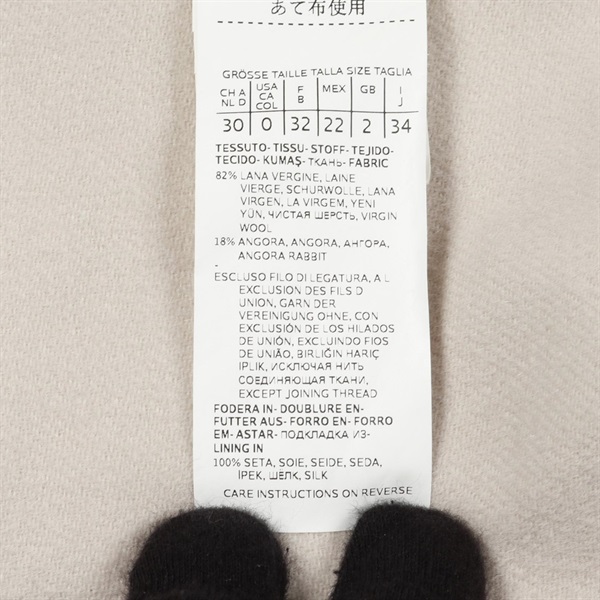 あて布使用
GRÖSSE TAILLE TALLA SIZE TAGLIA
CH A NL D USA CA COL F B MEX GB I J
30 0 32 22 2 34
TESSUTO- TISSU- STOFF- TEJIDO-
TECIDO- KUMAŞ- ТКАНЬ- FABRIC
82% LANA VERGINE, LAINE
VIERGE, SCHURWOLLE, LANA
VIRGEN, LA VIRGEM, YENI
YÜN, ЧИСТАЯ ШЕРСТЬ, VIRGIN
WOOL
18% ANGORA, ANGORA, АНГОРА,
ANGORA RABBIT
ESCLUSO FILO DI LEGATURA, A L
EXCLUSION DES FILS D
UNION, GARN DER
VEREINIGUNG OHNE, CON
EXCLUSIÓN DE LOS HILADOS
DE UNIÓN, EXCLUINDO FIOS
DE UNIÃO, BIRLIĞIN HARIÇ
IPLIK, ИСКЛЮЧАЯ НИТЬ
СОЕДИНЯЮЩАЯ ТКАНИ,
EXCEPT JOINING THREAD
FODERA IN- DOUBLURE EN-
FUTTER AUS- FORRO EN- FORRO
EM- ASTAR- ПОДКЛАДКА ИЗ-
LINING IN
100% SETA, SOIE, SEIDE, SEDA,
İPEK, ШЕЛК, SILK
CARE INSTRUCTIONS ON REVERSE